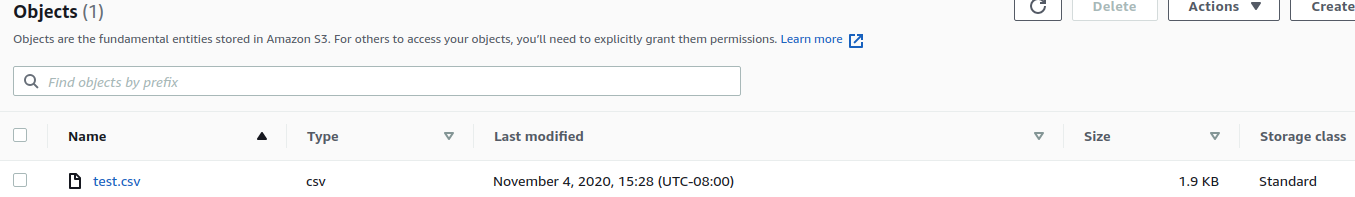 Objects (1)
Delete
Actions
Create
Objects are the fundamental entities stored in Amazon S3. For others to access your objects, you'll need to explicitly grant them permissions. Learn more
Find objects by prefix
Name Type Last modified Size Storage class
test.csv csv November 4, 2020, 15:28 (UTC-08:00) 1.9 KB Standard